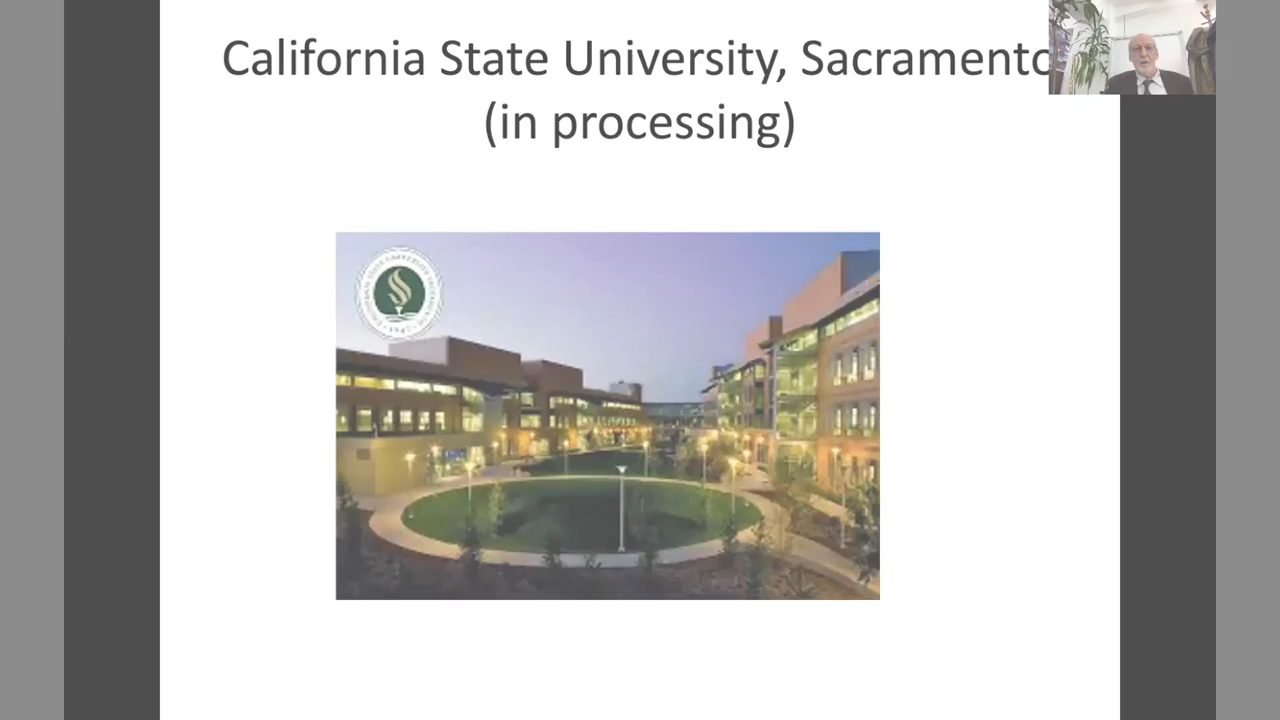 California State University, Sacramento
(in processing)